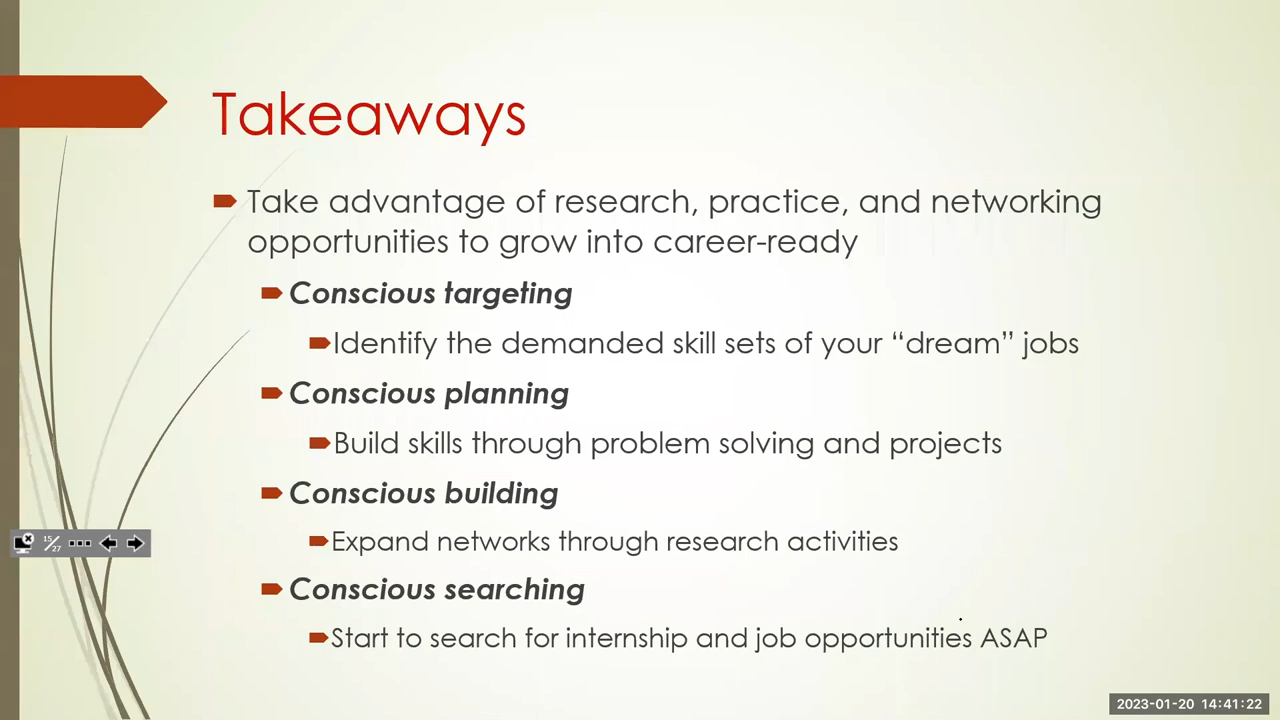 Takeaways
Take advantage of research, practice, and networking
opportunities to grow into career-ready
Conscious targeting
Identify the demanded skill sets of your “dream” jobs
Conscious planning
Build skills through problem solving and projects
Conscious building
Expand networks through research activities
Conscious searching
Start to search for internship and job opportunities ASAP
15/27
2023-01-20 14:41:22